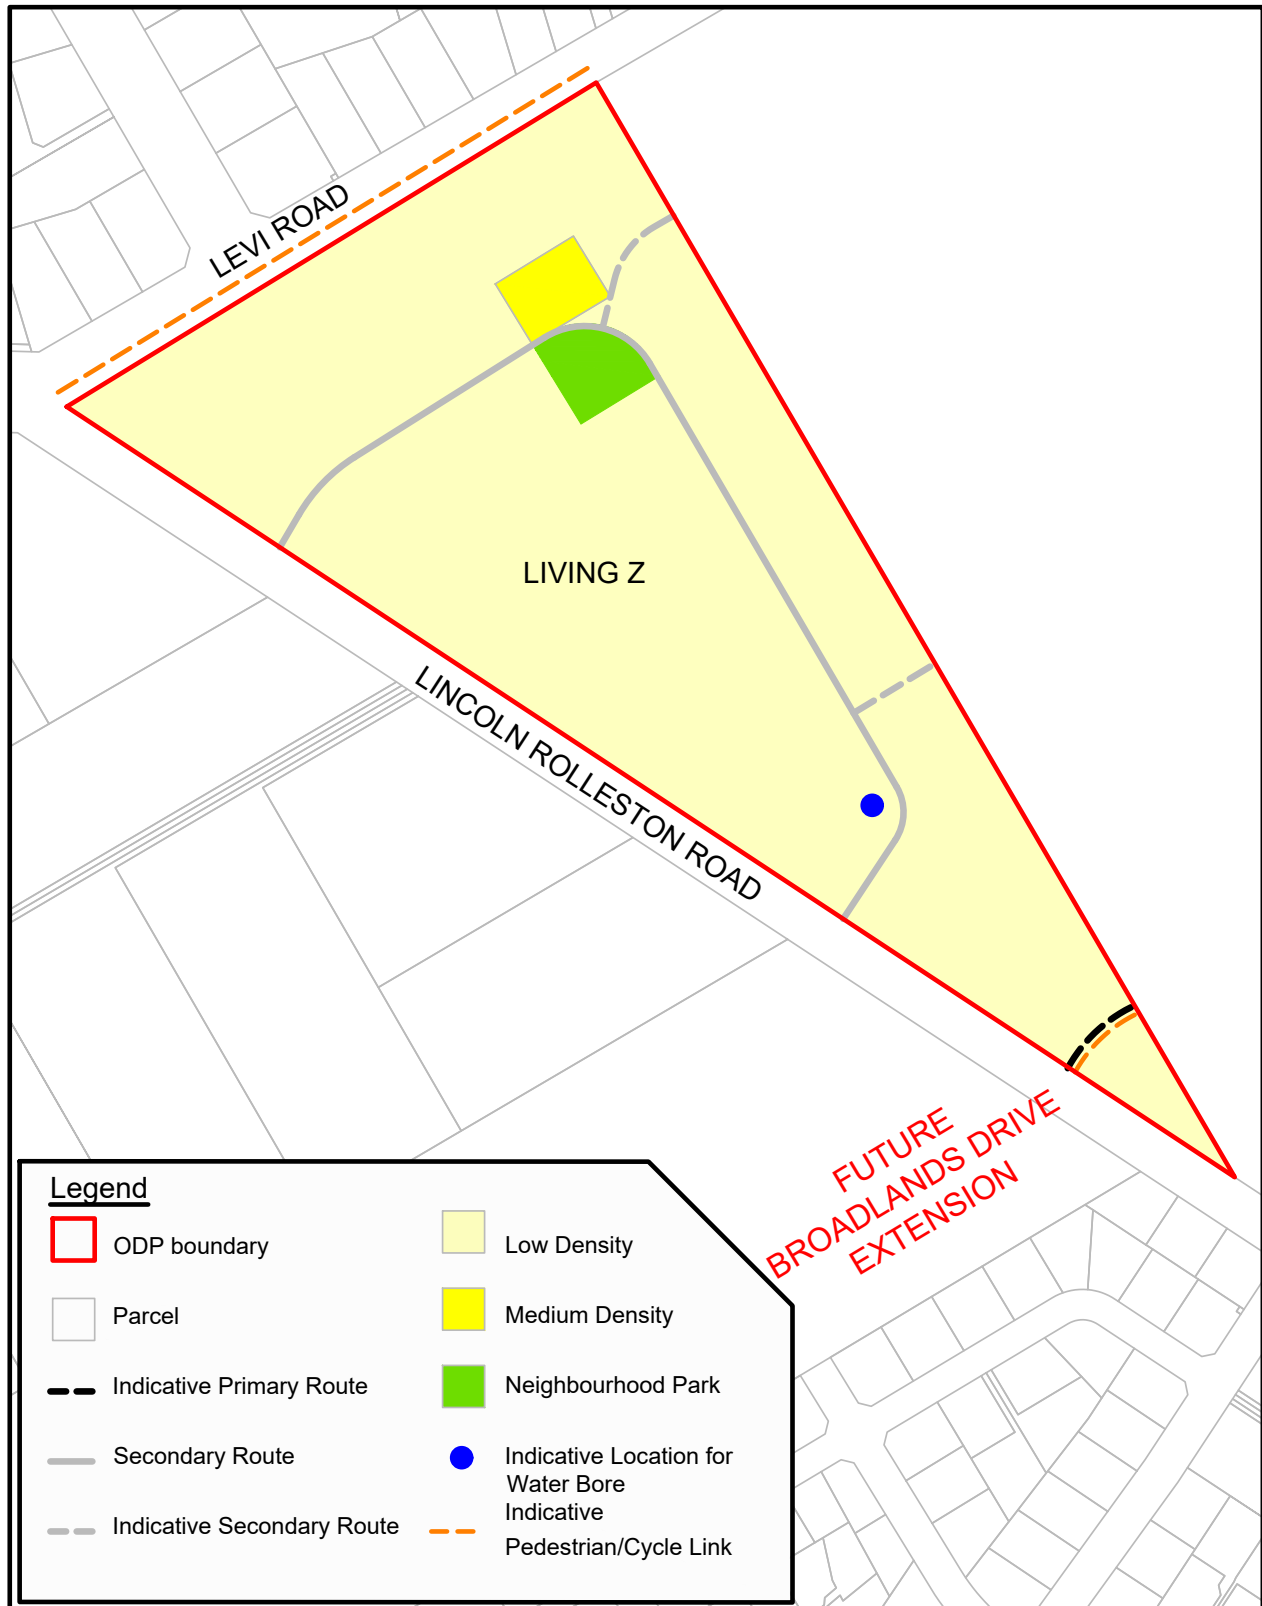 LEVI ROAD
LIVING Z
LINCOLN ROLLESTON ROAD
FUTURE
BROADLANDS DRIVE
EXTENSION
Legend
ODP boundary
Parcel
Indicative Primary Route
Secondary Route
Indicative Secondary Route
Low Density
Medium Density
Neighbourhood Park
Indicative Location for
Water Bore
Indicative
Pedestrian/Cycle Link